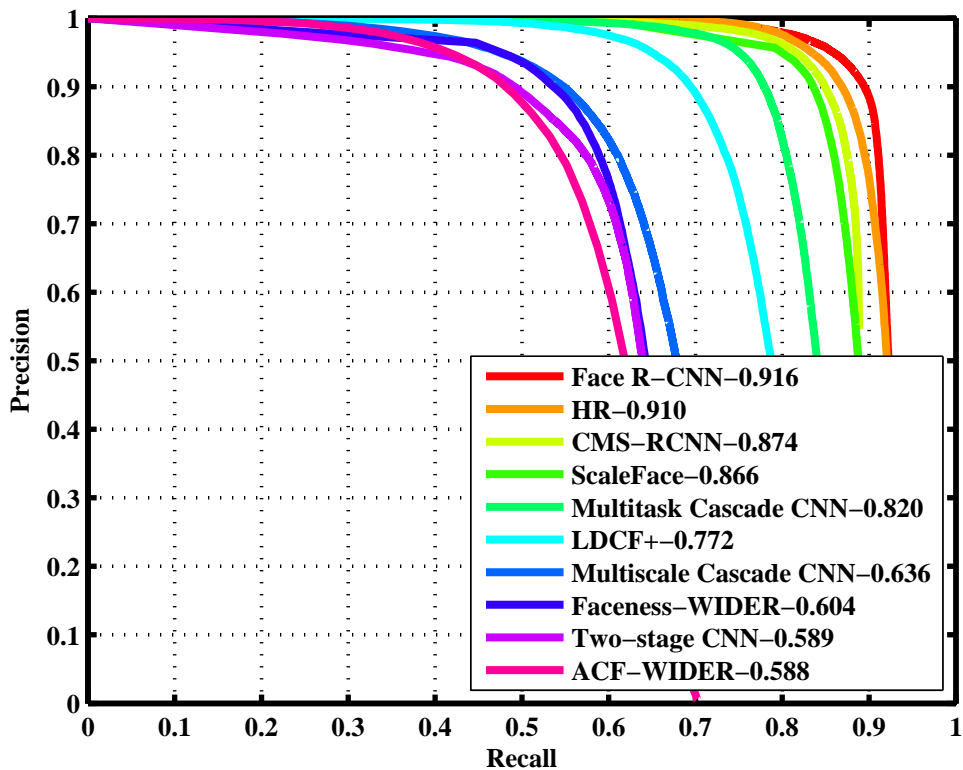 1
0.9
0.8
0.7
0.6
0.5
0.4
0.3
0.2
0.1
0
Precision
Face R−CNN−0.916
HR−0.910
CMS−RCNN−0.874
ScaleFace−0.866
Multitask Cascade CNN−0.820
LDCF+−0.772
Multiscale Cascade CNN−0.636
Faceness−WIDER−0.604
Two−stage CNN−0.589
ACF−WIDER−0.588
0 0.1 0.2 0.3 0.4 0.5 0.6 0.7 0.8 0.9 1
Recall